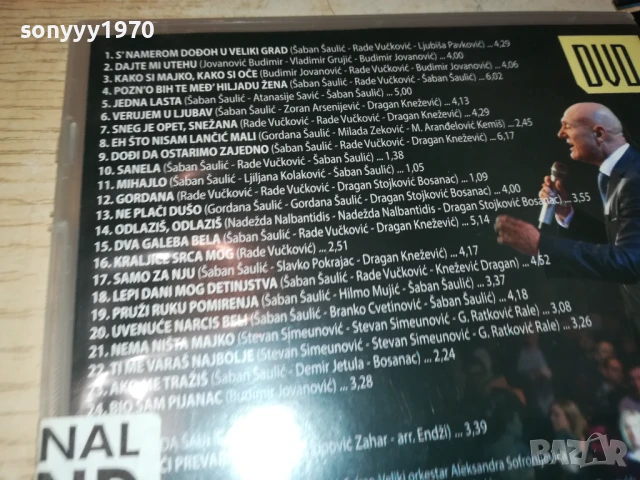 sonyyy1970
DVD
1. S' NAMEROM DOĐOH U VELIKI GRAD (Šaban Šaulić - Rade Vučković - Ljubiša Pavković) ... 4,29
2. DAJTE MI UTEHU (Jovanović Budimir - Vladimir Grujić - Budimir Jovanović) ... 4,00
3. KAKO SI MAJKO, KAKO SI OČE (Budimir Jovanović - Budimir Jovanović) ... 4,06
4. POZN'O BIH TE MEĐ' HILJADU ŽENA (Šaban Šaulić - Rade Vučković - Šaban Šaulić) ... 6,02
5. JEDNA LASTA (Šaban Šaulić - Atanasije Savić - Šaban Šaulić) ... 5,00
6. VERUJEM U LJUBAV (Šaban Šaulić - Zoran Arsenijević - Dragan Knežević) ... 4,13
7. SNEG JE OPET, SNEŽANA (Rade Vučković - Rade Vučković - Dragan Knežević) ... 4,29
8. EH ŠTO NISAM LANČIĆ MALI (Gordana Šaulić - Milada Zeković - M. Aranđelović Kemiš) ... 2,45
9. DOĐI DA OSTARIMO ZAJEDNO (Šaban Šaulić - Rade Vučković - Dragan Knežević) ... 6,17
10. SANELA (Šaban Šaulić - Rade Vučković - Šaban Šaulić) ... 1,38
11. MIHAJLO (Šaban Šaulić - Ljiljana Kolaković - Šaban Šaulić) ... 1,05
12. GORDANA (Rade Vučković - Rade Vučković - Dragan Stojković Bosanac) ... 1,09
13. NE PLAČI DUŠO (Gordana Šaulić - Gordana Šaulić - Dragan Stojković Bosanac) ... 4,00
14. ODLAZIŠ, ODLAZIŠ (Nadežda Nalbantidis - Nadežda Nalbantidis - Dragan Stojković Bosanac) ... 3,55
15. DVA GALEBA BELA (Šaban Šaulić - Rade Vučković - Dragan Knežević) ... 5,14
16. KRALJICE SRCA MOG (Rade Vučković) ... 2,51
17. SAMO ZA NJU (Šaban Šaulić - Slavko Pokrajac - Dragan Knežević) ... 4,17
18. LEPI DANI MOG DETINJSTVA (Šaban Šaulić - Rade Vučković - Knežević Dragan) ... 4,52
19. PRUŽI RUKU POMIRENJA (Šaban Šaulić - Hilmo Mujić - Šaban Šaulić) ... 3,37
20. UVENUĆE NARCIS BELI (Šaban Šaulić - Branko Cvetinović - Šaban Šaulić) ... 4,18
21. NEMA NIŠTA MAJKO (Stevan Simeunović - Stevan Simeunović - G. Ratković Rale) ... 3,08
22. TI ME VARAŠ NAJBOLJE (Stevan Simeunović - Stevan Simeunović - G. Ratković Rale) ... 3,26
23. AKO ME TRAŽIŠ (Šaban Šaulić - Demir Jetula - Bosanac) ... 2,24
24. BIO SAM PIJANAC (Budimir Jovanović) ... 3,28
Zahar - arr. Endži) ... 3,39
PREVAR
Veliki orkestar Aleksandra Sofronijevića
NAL
ND
BAZAR